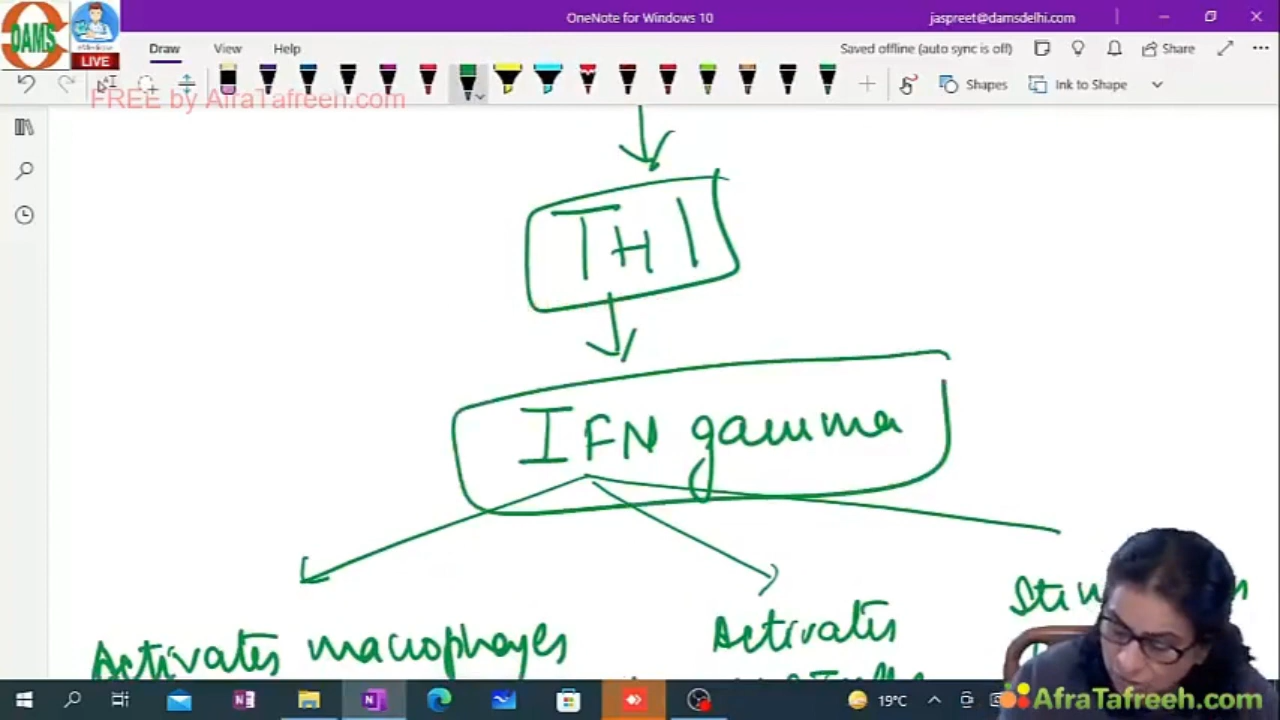 DAMS
LIVE
OneNote for Windows 10
jaspreet@damsdelhi.com
Draw
View
Help
Saved offline (auto sync is off)
Share
Shapes
Ink to Shape
FREE by AfraTafreeh.com
TH1
IFN gamma
Activates macrophages
Activates
19°C
AfraTafreeh.com